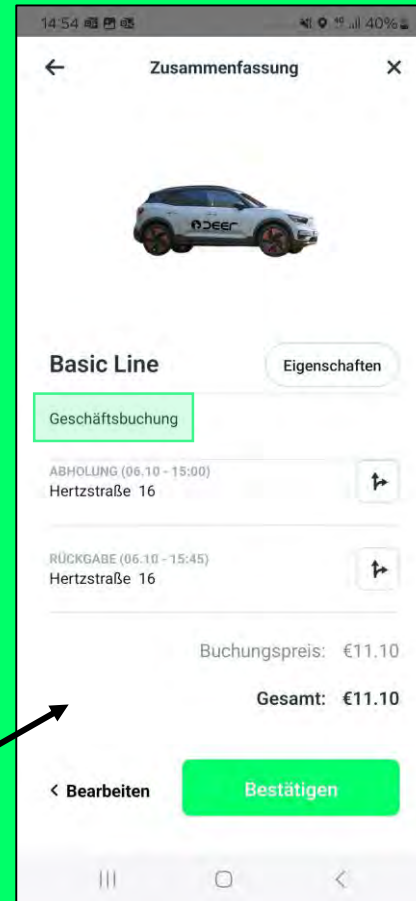 14:54 40%
Zusammenfassung
DEER
Basic Line Eigenschaften
Geschäftsbuchung
ABHOLUNG (06.10 - 15:00)
Hertzstraße 16
RÜCKGABE (06.10 - 15:45)
Hertzstraße 16
Buchungspreis: €11.10
Gesamt: €11.10
< Bearbeiten Bestätigen